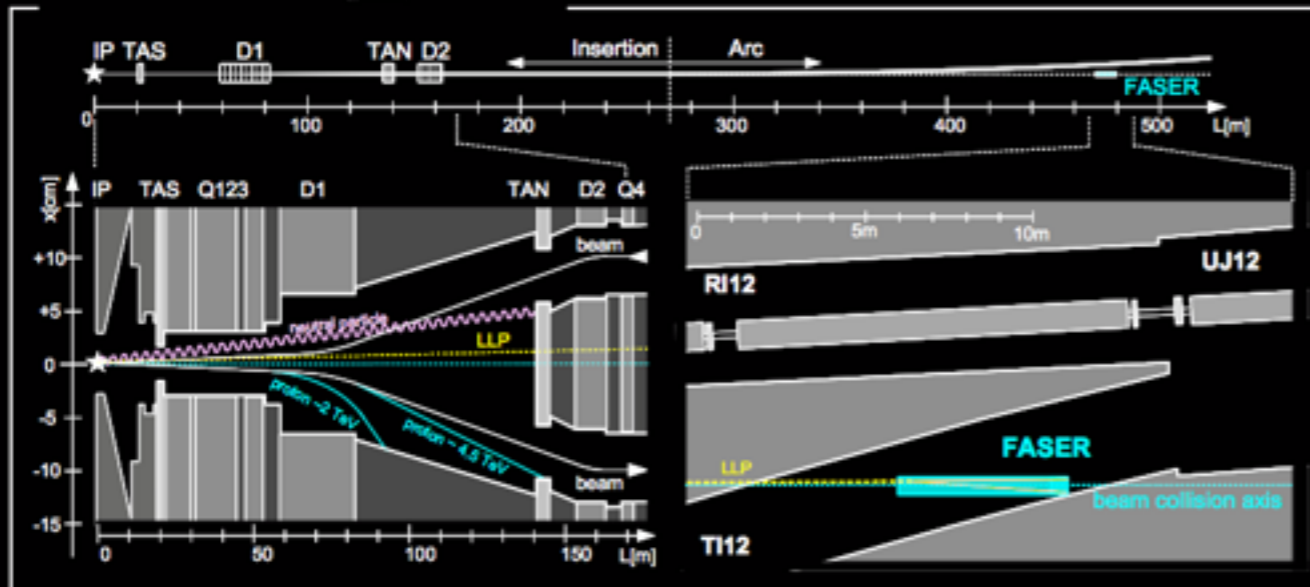 IP TAS D1 TAN D2 Insertion Arc
FASER
0 100 200 300 400 500 L[m]
IP TAS Q123 D1 TAN D2 Q4
x[cm]
+10
+5
0
-5
-10
-15
beam
neutral particle
LLP
proton ~2 TeV
proton ~ 4.5 TeV
beam
0 50 100 150 L[m]
0 5m 10m
RI12
UJ12
FASER
LLP
beam collision axis
TI12